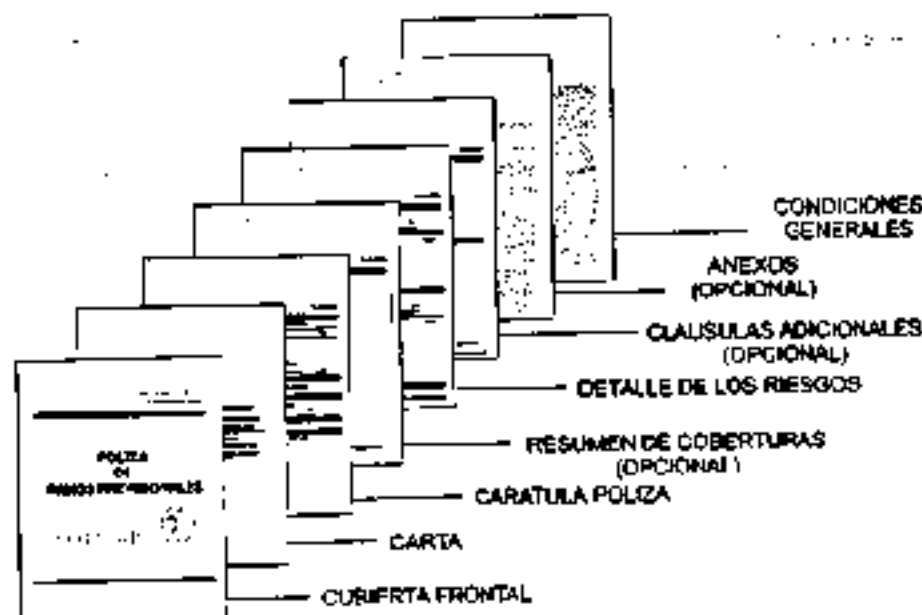 CONDICIONES
GENERALES
ANEXOS
(OPCIONAL)
CLAUSULAS ADICIONALES
(OPCIONAL)
DETALLE DE LOS RIESGOS
RESUMEN DE COBERTURAS
(OPCIONAL)
CARATULA POLIZA
CARTA
CUBIERTA FRONTAL
POLIZA
DE
RAMOS